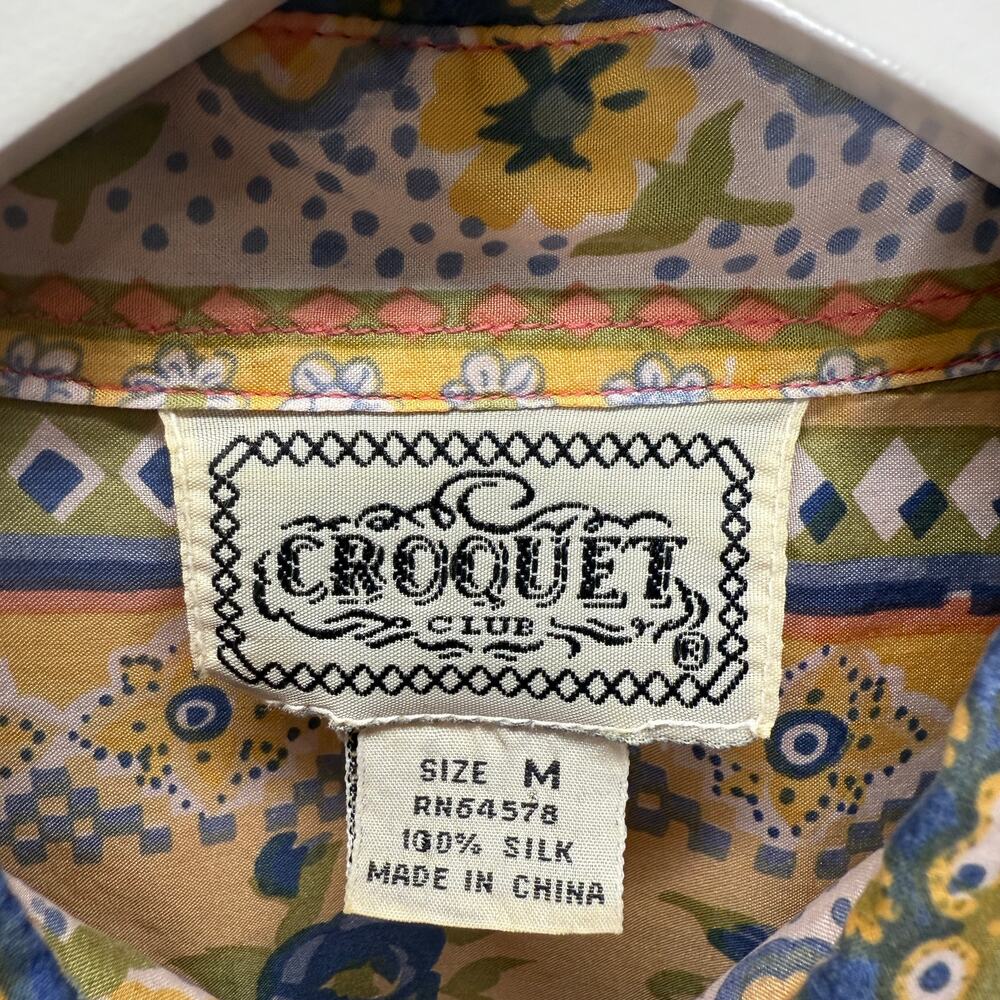 CROQUET
CLUB
®
SIZE M
RN64578
100% SILK
MADE IN CHINA